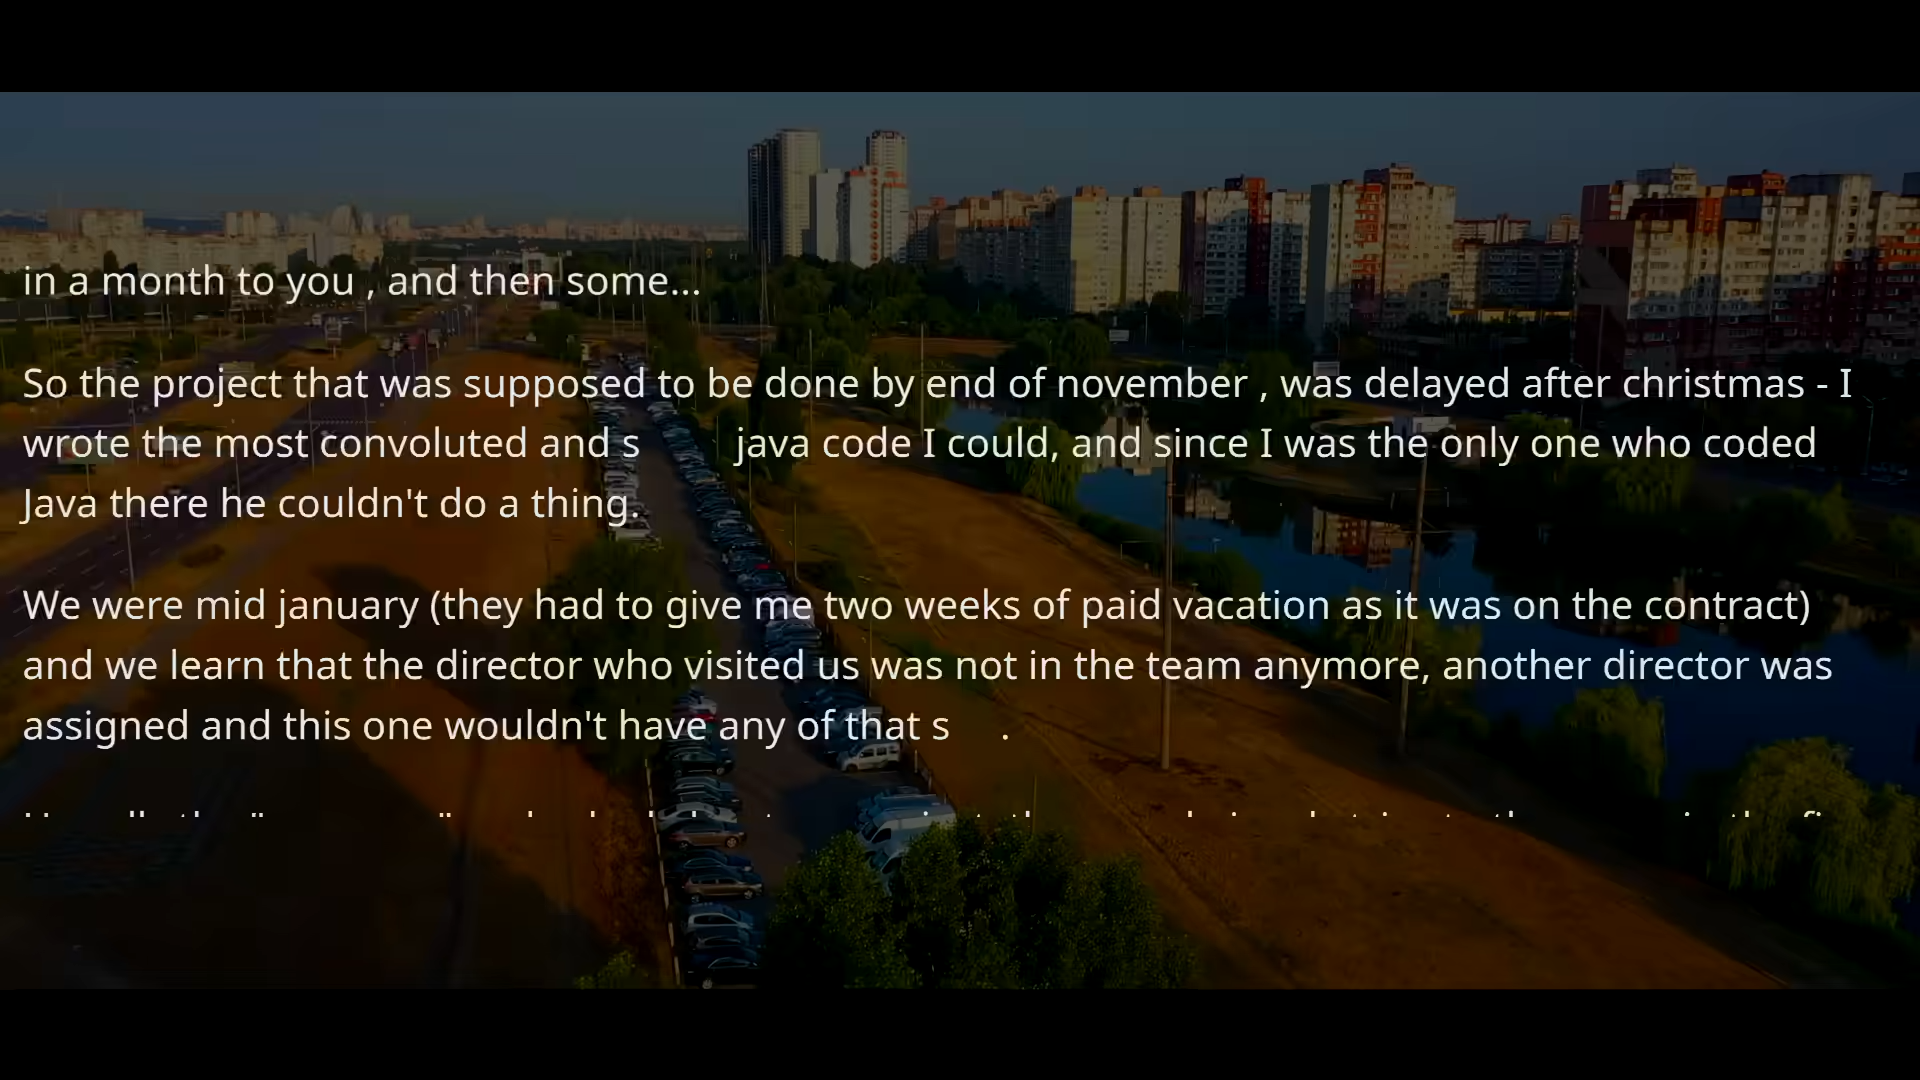 in a month to you , and then some...
So the project that was supposed to be done by end of november , was delayed after christmas - I
wrote the most convoluted and s java code I could, and since I was the only one who coded
Java there he couldn't do a thing.
We were mid january (they had to give me two weeks of paid vacation as it was on the contract)
and we learn that the director who visited us was not in the team anymore, another director was
assigned and this one wouldn't have any of that s .